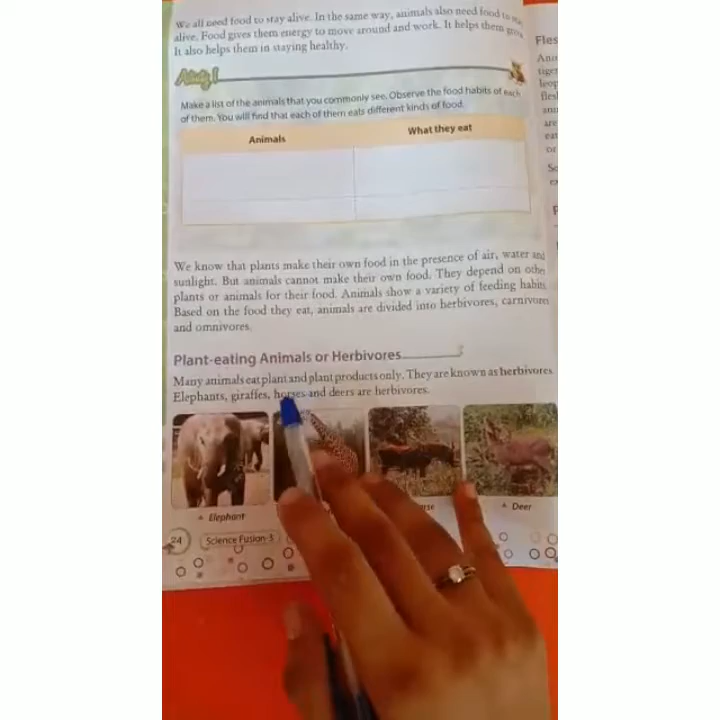 We all need food to stay alive. In the same way, animals also need food to stay
alive. Food gives them energy to move around and work. It helps them grow.
It also helps them in staying healthy.
Activity 1
Make a list of the animals that you commonly see. Observe the food habits of each
of them. You will find that each of them eats different kinds of food.
Animals
What they eat
We know that plants make their own food in the presence of air, water and
sunlight. But animals cannot make their own food. They depend on other
plants or animals for their food. Animals show a variety of feeding habits.
Based on the food they eat, animals are divided into herbivores, carnivores
and omnivores.
Plant-eating Animals or Herbivores
Many animals eat plant and plant products only. They are known as herbivores.
Elephants, giraffes, horses and deers are herbivores.
Elephant
Deer
24
Science Fusion-3
Fles